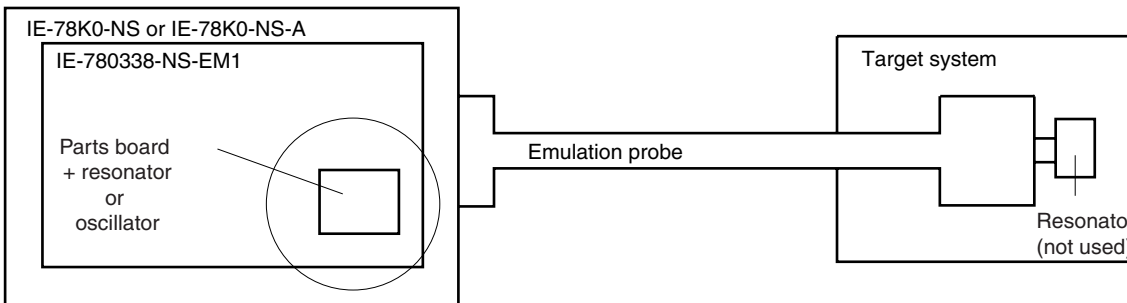 IE-78K0-NS or IE-78K0-NS-A
IE-780338-NS-EM1
Parts board
+ resonator
or
oscillator
Emulation probe
Target system
Resonato
(not used)